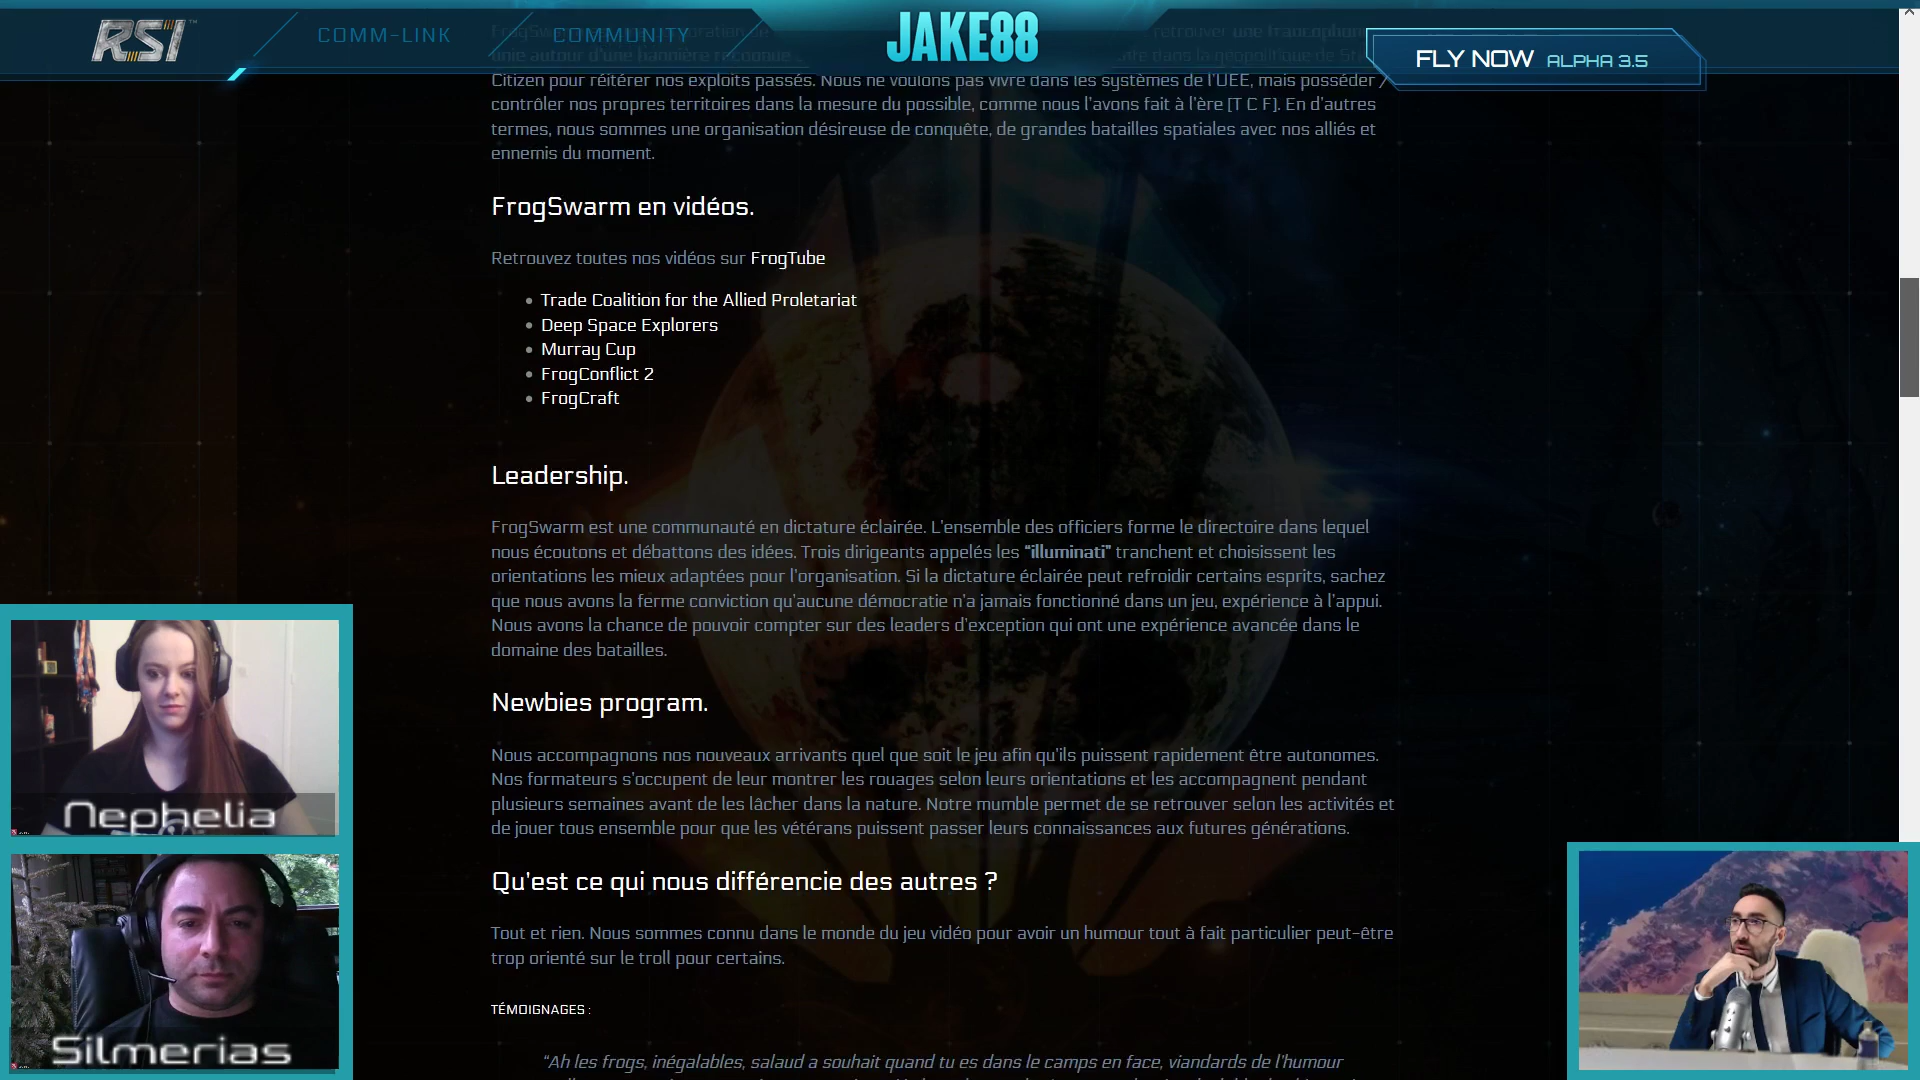 RSI™
COMM-LINK
COMMUNITY
JAKE88
FLY NOW ALPHA 3.5
retrouver une francophonie
unie autour d'une bannière reconnue
dans la géopolitique de Star
Citizen pour réitérer nos exploits passés. Nous ne voulons pas vivre dans les systèmes de l'UEE, mais posséder /
contrôler nos propres territoires dans la mesure du possible, comme nous l'avons fait à l'ère [T C F]. En d'autres
termes, nous sommes une organisation désireuse de conquête, de grandes batailles spatiales avec nos alliés et
ennemis du moment.
FrogSwarm en vidéos.
Retrouvez toutes nos vidéos sur FrogTube
• Trade Coalition for the Allied Proletariat
• Deep Space Explorers
• Murray Cup
• FrogConflict 2
• FrogCraft
Leadership.
FrogSwarm est une communauté en dictature éclairée. L'ensemble des officiers forme le directoire dans lequel
nous écoutons et débattons des idées. Trois dirigeants appelés les "illuminati" tranchent et choisissent les
orientations les mieux adaptées pour l'organisation. Si la dictature éclairée peut refroidir certains esprits, sachez
que nous avons la ferme conviction qu'aucune démocratie n'a jamais fonctionné dans un jeu, expérience à l'appui.
Nous avons la chance de pouvoir compter sur des leaders d'exception qui ont une expérience avancée dans le
domaine des batailles.
Newbies program.
Nous accompagnons nos nouveaux arrivants quel que soit le jeu afin qu'ils puissent rapidement être autonomes.
Nos formateurs s'occupent de leur montrer les rouages selon leurs orientations et les accompagnent pendant
plusieurs semaines avant de les lâcher dans la nature. Notre mumble permet de se retrouver selon les activités et
de jouer tous ensemble pour que les vétérans puissent passer leurs connaissances aux futures générations.
Qu'est ce qui nous différencie des autres ?
Tout et rien. Nous sommes connu dans le monde du jeu vidéo pour avoir un humour tout à fait particulier peut-être
trop orienté sur le troll pour certains.
TÉMOIGNAGES :
"Ah les frogs, inégalables, salaud a souhait quand tu es dans le camps en face, viandards de l'humour
Nephelia
Silmerias